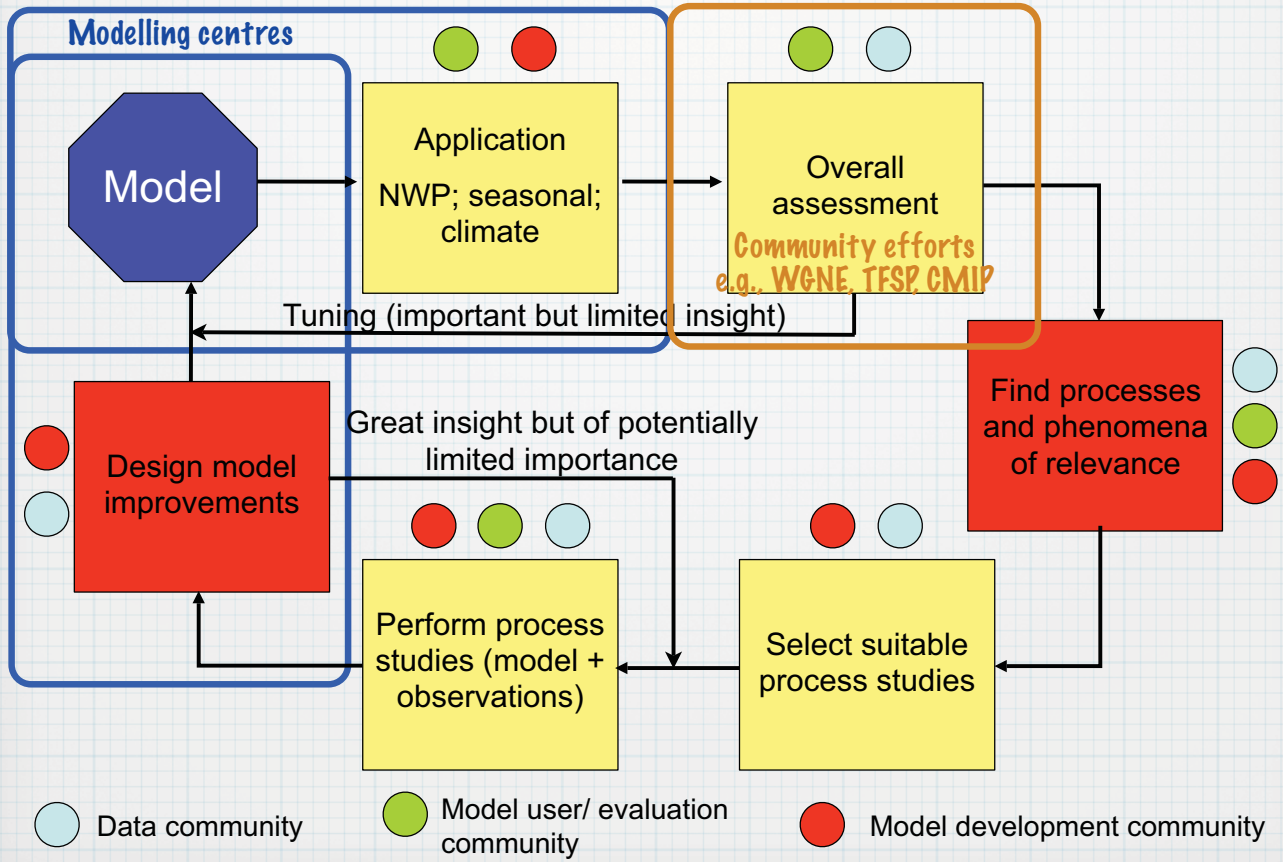 Modelling centres
Model
Application
NWP; seasonal;
climate
Overall
assessment
Community efforts
e.g., WGNE, TFSP, CMIP
Tuning (important but limited insight)
Find processes
and phenomena
of relevance
Great insight but of potentially
limited importance
Design model
improvements
Perform process
studies (model +
observations)
Select suitable
process studies
Data community
Model user/ evaluation
community
Model development community